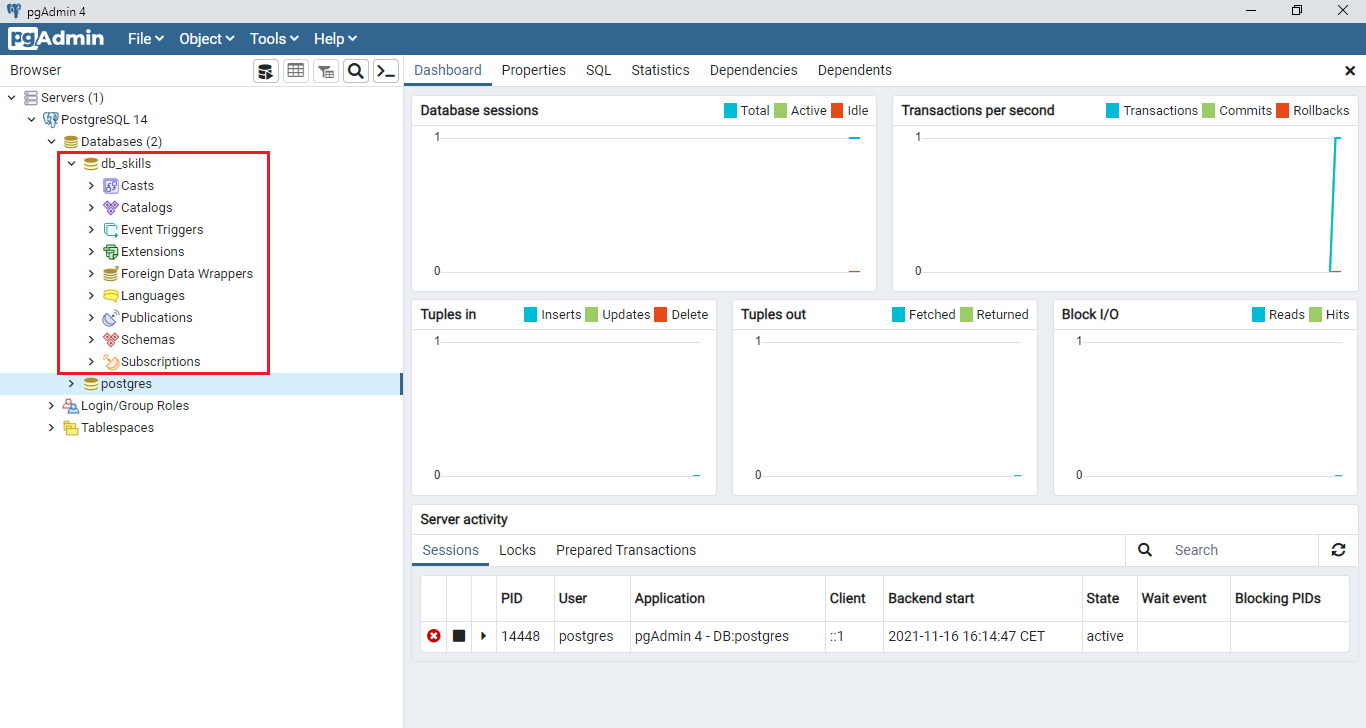 pgAdmin 4
pgAdmin File Object Tools Help
Browser
Servers (1)
PostgreSQL 14
Databases (2)
db_skills
Casts
Catalogs
Event Triggers
Extensions
Foreign Data Wrappers
Languages
Publications
Schemas
Subscriptions
postgres
Login/Group Roles
Tablespaces
Dashboard Properties SQL Statistics Dependencies Dependents
Database sessions Total Active Idle
1
0
Transactions per second Transactions Commits Rollbacks
1
0
Tuples in Inserts Updates Delete
1
0
Tuples out Fetched Returned
1
0
Block I/O Reads Hits
1
0
Server activity
Sessions Locks Prepared Transactions Search
PID User Application Client Backend start State Wait event Blocking PIDs
14448 postgres pgAdmin 4 - DB:postgres ::1 2021-11-16 16:14:47 CET active